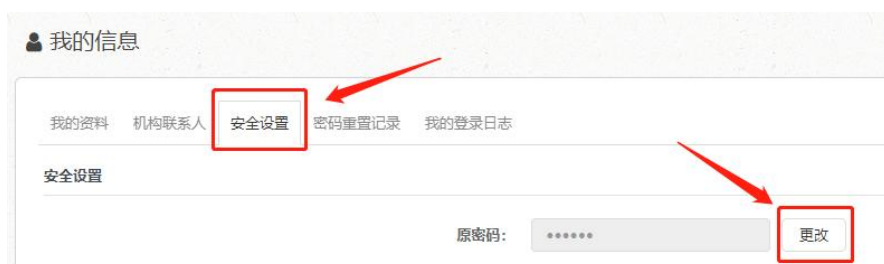 我的信息
我的资料 机构联系人 安全设置 密码重置记录 我的登录日志
安全设置
原密码： •••••• 更改